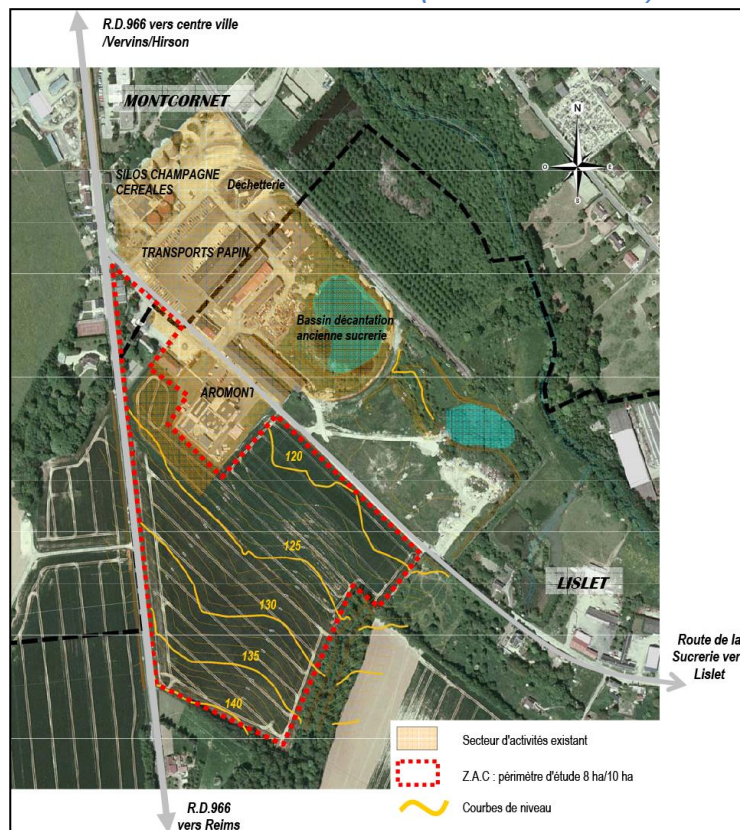 R.D.966 vers centre ville
/Vervins/Hirson
MONTCORNET
N
O
E
S
SILOS CHAMPAGNE
CEREALES
Déchetterie
TRANSPORTS PAPIN
Bassin décantation
ancienne sucrerie
AROMONT
120
125
130
135
140
LISLET
Route de la
Sucrerie ver
Lislet
R.D.966
vers Reims
Secteur d'activités existant
Z.A.C : périmètre d'étude 8 ha/10 ha
Courbes de niveau